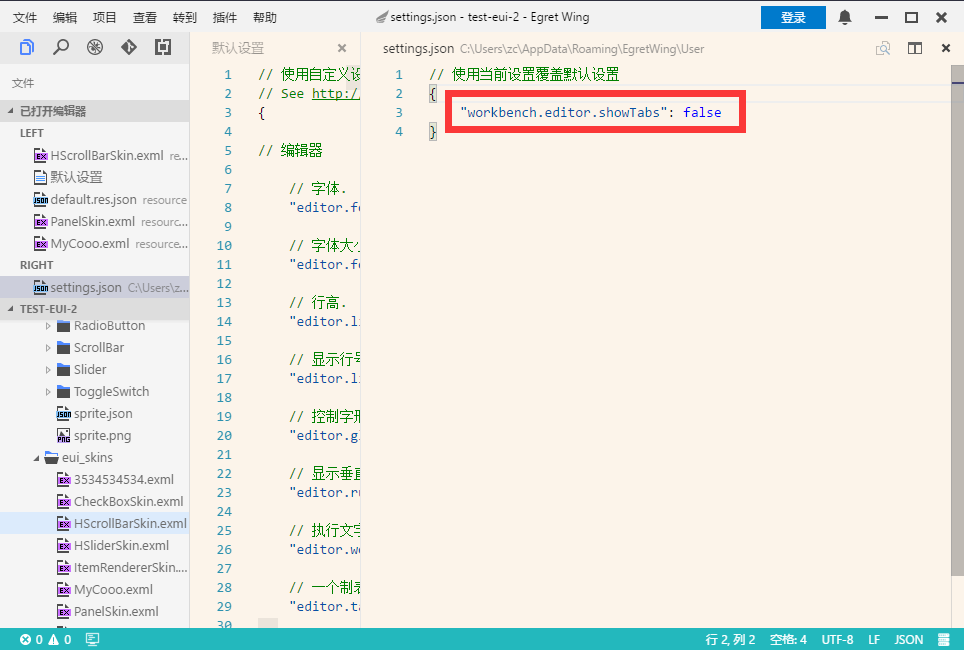 文件 编辑 项目 查看 转到 插件 帮助
settings.json - test-eui-2 - Egret Wing
登录
文件
已打开编辑器
LEFT
HScrollBarSkin.exml re...
默认设置
default.res.json resource
PanelSkin.exml resourc...
MyCooo.exml resource...
RIGHT
settings.json C:\Users\z...
TEST-EUI-2
RadioButton
ScrollBar
Slider
ToggleSwitch
sprite.json
sprite.png
eui_skins
3534534534.exml
CheckBoxSkin.exml
HScrollBarSkin.exml
HSliderSkin.exml
ItemRendererSkin....
MyCooo.exml
PanelSkin.exml
默认设置
1 // 使用自定义设
2 // See http:/
3 {
4
5 // 编辑器
6
7 // 字体.
8 "editor.fo
9
10 // 字体大小
11 "editor.fo
12
13 // 行高.
14 "editor.li
15
16 // 显示行号
17 "editor.li
18
19 // 控制字形
20 "editor.gl
21
22 // 显示垂直
23 "editor.ru
24
25 // 执行文字
26 "editor.wo
27
28 // 一个制表
29 "editor.ta
30
settings.json C:\Users\zc\AppData\Roaming\EgretWing\User
1 // 使用当前设置覆盖默认设置
2 {
3 "workbench.editor.showTabs": false
4 }
0 0
行 2, 列 2 空格: 4 UTF-8 LF JSON